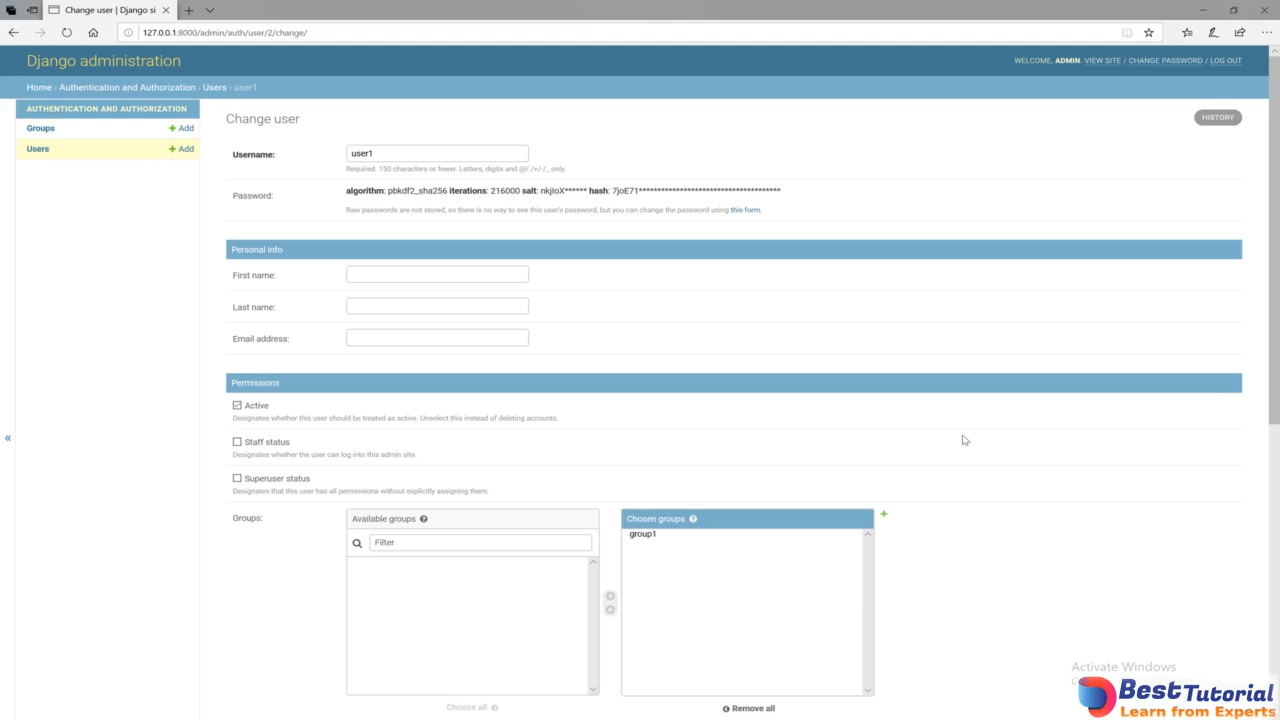 Change user | Django site admin
127.0.0.1:8000/admin/auth/user/2/change/
Django administration
WELCOME, ADMIN. VIEW SITE / CHANGE PASSWORD / LOG OUT
Home › Authentication and Authorization › Users › user1
AUTHENTICATION AND AUTHORIZATION
Groups
Add
Users
Add
Change user
HISTORY
Username:
user1
Required. 150 characters or fewer. Letters, digits and @/./+/-/_ only.
Password:
algorithm: pbkdf2_sha256 iterations: 216000 salt: nkjIoX****** hash: 7joE71**************************************
Raw passwords are not stored, so there is no way to see this user's password, but you can change the password using this form.
Personal info
First name:
Last name:
Email address:
Permissions
Active
Designates whether this user should be treated as active. Unselect this instead of deleting accounts.
Staff status
Designates whether the user can log into this admin site.
Superuser status
Designates that this user has all permissions without explicitly assigning them.
Groups:
Available groups
Filter
Choose all
Chosen groups
group1
Remove all
«
Activate Windows
BestTutorial
Learn from Experts